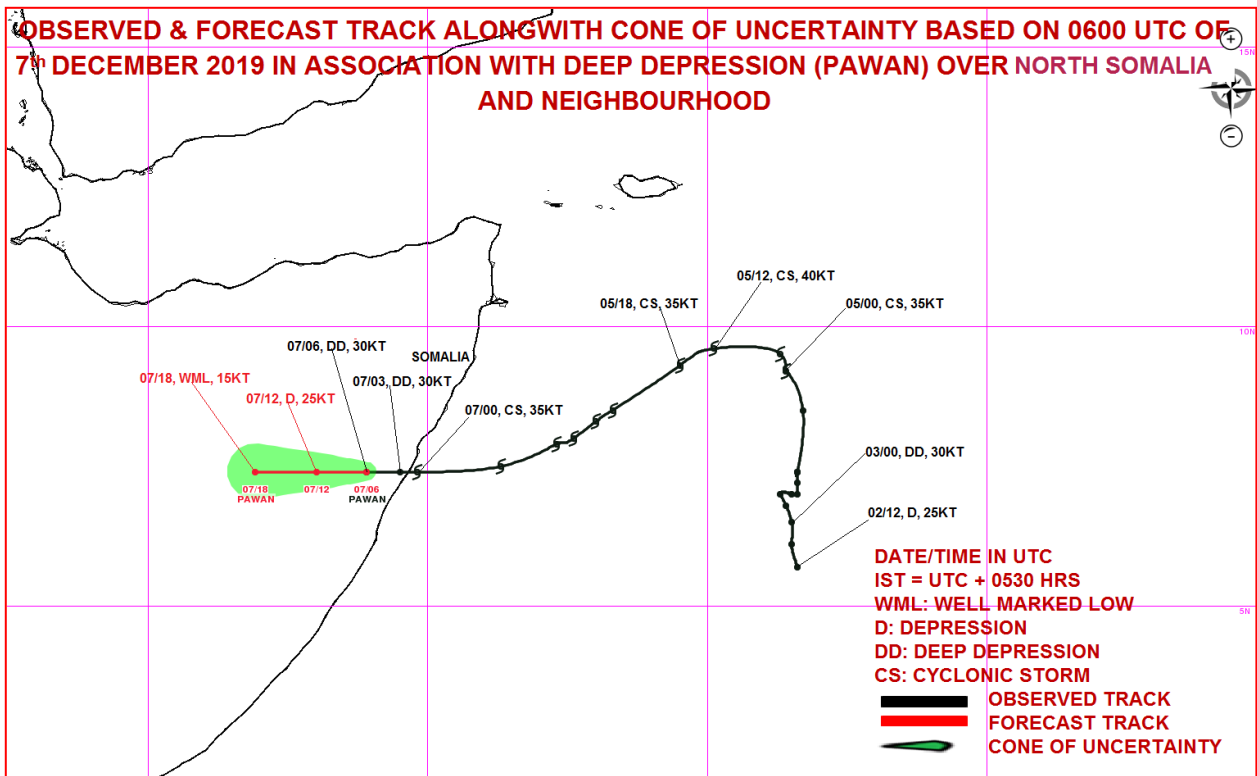 OBSERVED & FORECAST TRACK ALONGWITH CONE OF UNCERTAINTY BASED ON 0600 UTC OF
7th DECEMBER 2019 IN ASSOCIATION WITH DEEP DEPRESSION (PAWAN) OVER NORTH SOMALIA
AND NEIGHBOURHOOD
+
15N
−
05/12, CS, 40KT
05/18, CS, 35KT
05/00, CS, 35KT
10N
07/06, DD, 30KT
SOMALIA
07/18, WML, 15KT
07/03, DD, 30KT
07/12, D, 25KT
07/00, CS, 35KT
03/00, DD, 30KT
07/18
PAWAN
07/12
07/06
PAWAN
02/12, D, 25KT
DATE/TIME IN UTC
IST = UTC + 0530 HRS
WML: WELL MARKED LOW
5N
D: DEPRESSION
DD: DEEP DEPRESSION
CS: CYCLONIC STORM
OBSERVED TRACK
FORECAST TRACK
CONE OF UNCERTAINTY